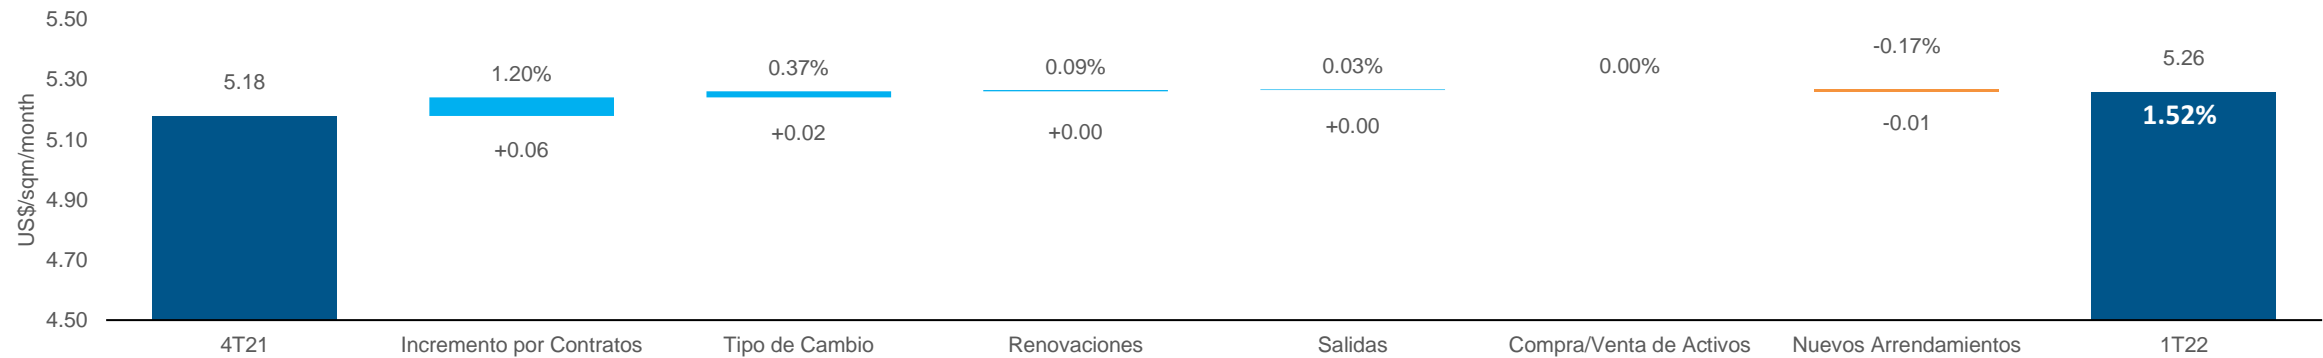 US$/sqm/month
5.50
5.30
5.10
4.90
4.70
4.50
5.18
1.20%
+0.06
0.37%
+0.02
0.09%
+0.00
0.03%
+0.00
0.00%
-0.17%
-0.01
5.26
1.52%
4T21
Incremento por Contratos
Tipo de Cambio
Renovaciones
Salidas
Compra/Venta de Activos
Nuevos Arrendamientos
1T22